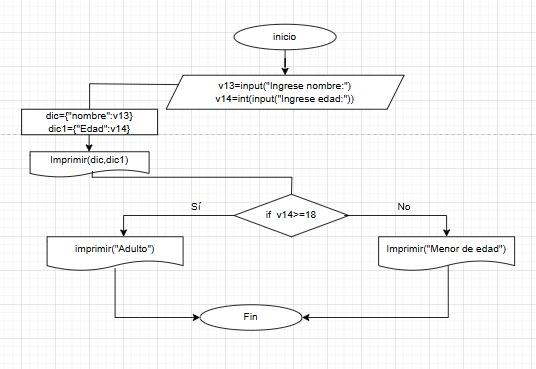 inicio
v13=input("Ingrese nombre:")
v14=int(input("Ingrese edad:"))
dic={"nombre":v13}
dic1={"Edad":v14}
Imprimir(dic,dic1)
if v14>=18
Sí
No
imprimir("Adulto")
Imprimir("Menor de edad")
Fin